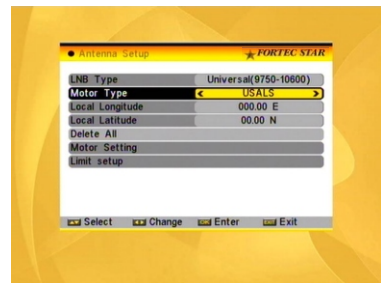 Antenna Setup
FORTEC STAR
LNB Type Universal(9750-10600)
Motor Type USALS
Local Longitude 000.00 E
Local Latitude 00.00 N
Delete All
Motor Setting
Limit setup
Select Change Enter Exit